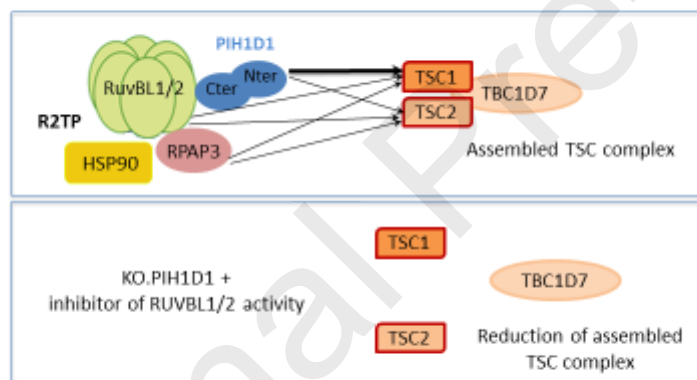 PIH1D1
RuvBL1/2
Cter
Nter
TSC1
TBC1D7
TSC2
R2TP
RPAP3
HSP90
Assembled TSC complex
TSC1
KO.PIH1D1 +
inhibitor of RUVBL1/2 activity
TBC1D7
TSC2
Reduction of assembled
TSC complex